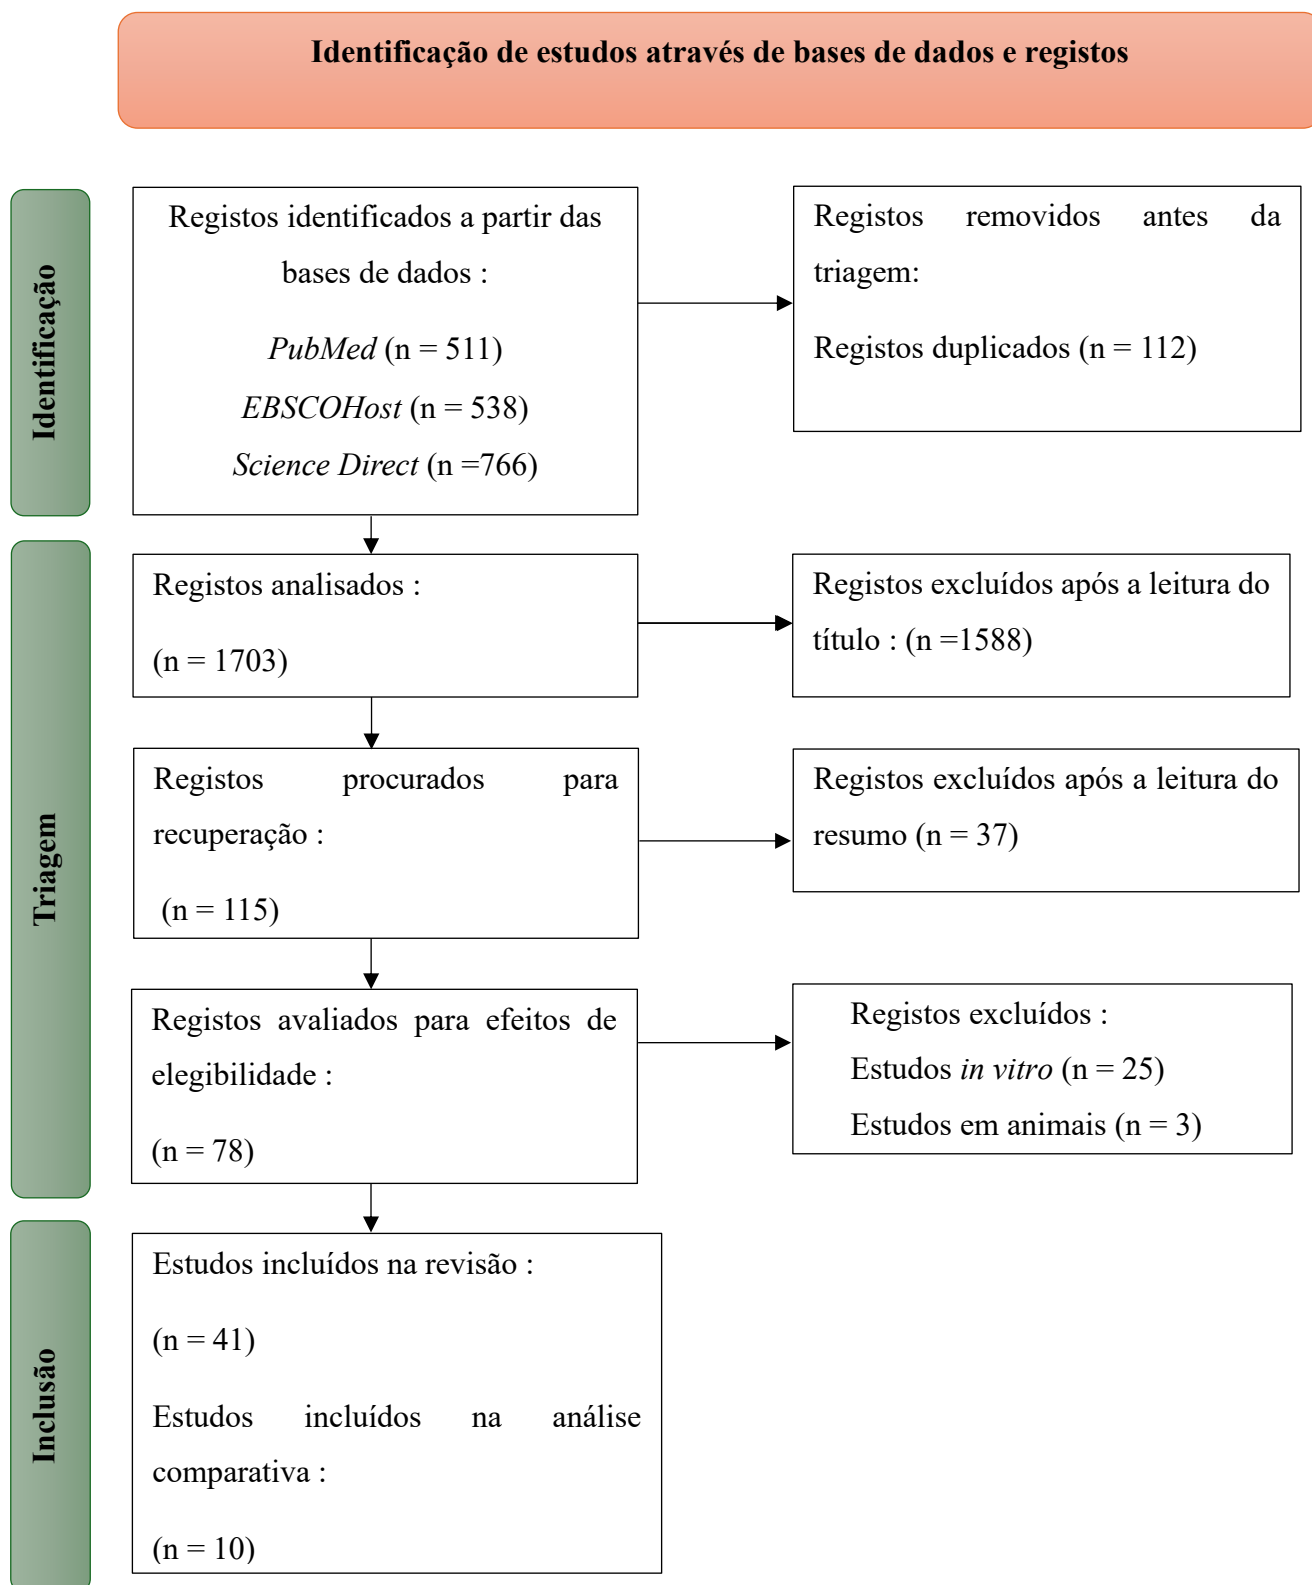 Identificação de estudos através de bases de dados e registos
Identificação
Registos identificados a partir das
bases de dados :
PubMed (n = 511)
EBSCOHost (n = 538)
Science Direct (n =766)
Registos removidos antes da
triagem:
Registos duplicados (n = 112)
Triagem
Registos analisados :
(n = 1703)
Registos excluídos após a leitura do
título : (n =1588)
Registos procurados para
recuperação :
(n = 115)
Registos excluídos após a leitura do
resumo (n = 37)
Registos avaliados para efeitos de
elegibilidade :
(n = 78)
Registos excluídos :
Estudos in vitro (n = 25)
Estudos em animais (n = 3)
Inclusão
Estudos incluídos na revisão :
(n = 41)
Estudos incluídos na análise
comparativa :
(n = 10)